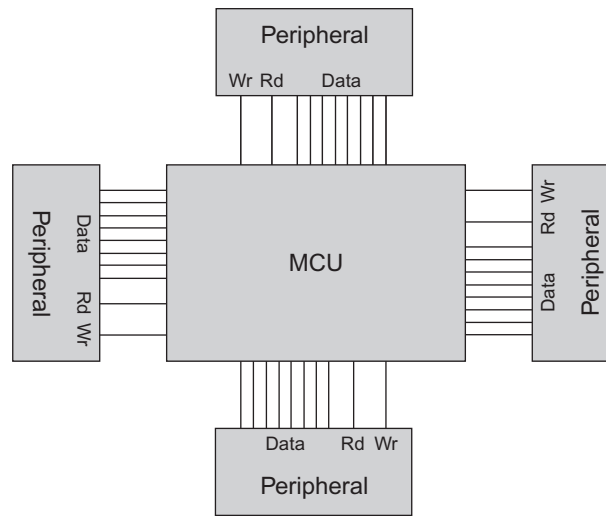 Peripheral
Wr Rd Data
Peripheral
Data
Rd Wr
MCU
Wr
Rd
Data
Peripheral
Data Rd Wr
Peripheral